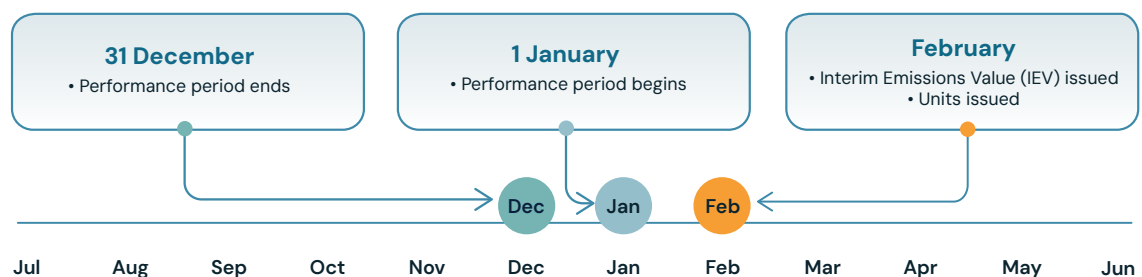 31 December
• Performance period ends
1 January
• Performance period begins
February
• Interim Emissions Value (IEV) issued
• Units issued
Dec
Jan
Feb
Jul
Aug
Sep
Oct
Nov
Dec
Jan
Feb
Mar
Apr
May
Jun